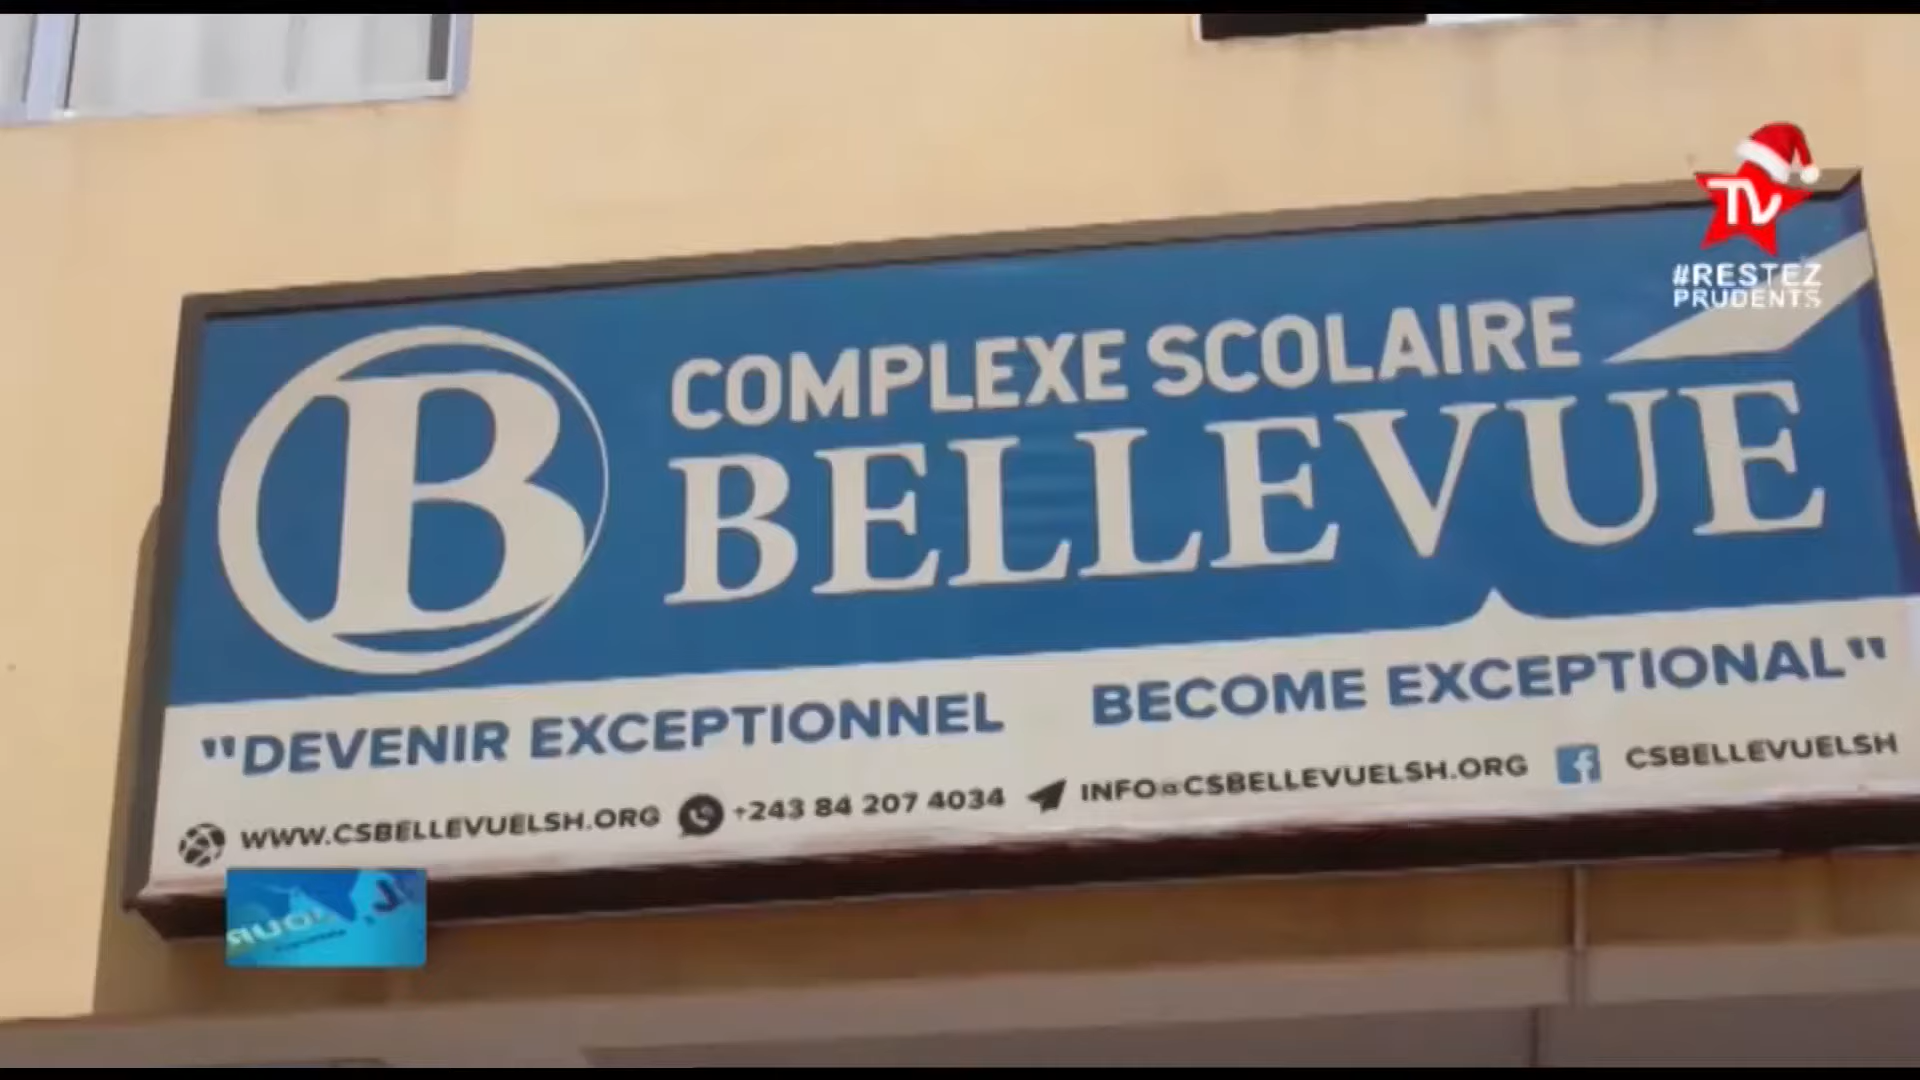 TV
#RESTEZ
PRUDENTS
B
COMPLEXE SCOLAIRE
BELLEVUE
"DEVENIR EXCEPTIONNEL BECOME EXCEPTIONAL"
WWW.CSBELLEVUELSH.ORG +243 84 207 4034 INFO@CSBELLEVUELSH.ORG CSBELLEVUELSH